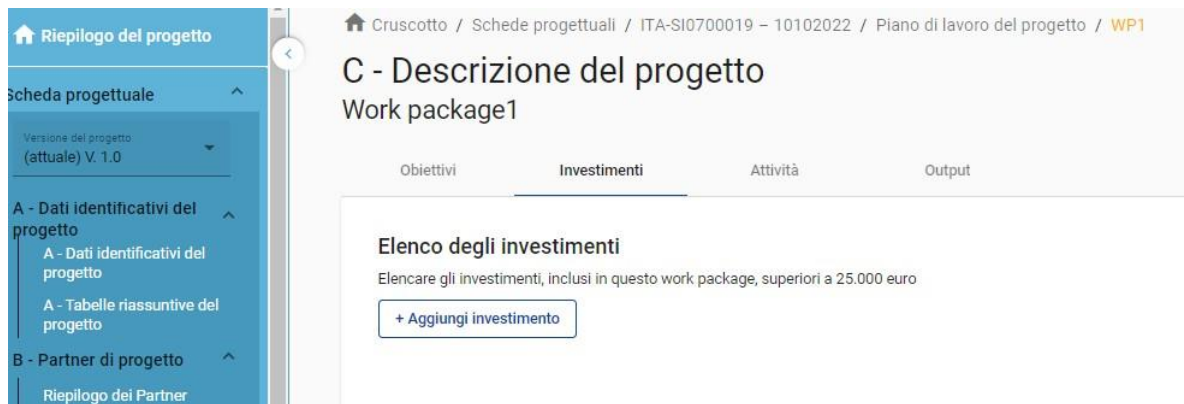 Riepilogo del progetto
Scheda progettuale
Versione del progetto
(attuale) V. 1.0
A - Dati identificativi del
progetto
A - Dati identificativi del
progetto
A - Tabelle riassuntive del
progetto
B - Partner di progetto
Riepilogo dei Partner
Cruscotto / Schede progettuali / ITA-SI0700019 – 10102022 / Piano di lavoro del progetto / WP1
C - Descrizione del progetto
Work package1
Obiettivi Investimenti Attività Output
Elenco degli investimenti
Elencare gli investimenti, inclusi in questo work package, superiori a 25.000 euro
+ Aggiungi investimento